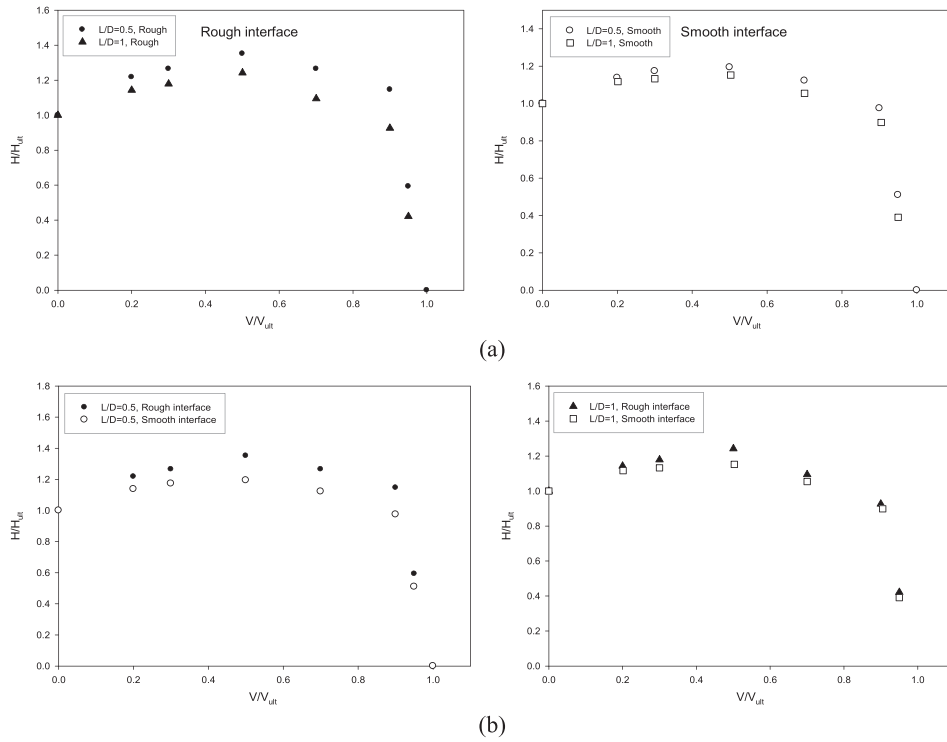 L/D=0.5, Rough
L/D=1, Rough
Rough interface
1.6
1.4
1.2
1.0
0.8
0.6
0.4
0.2
0.0
H/Hult
0.0 0.2 0.4 0.6 0.8 1.0
V/Vult
L/D=0.5, Smooth
L/D=1, Smooth
Smooth interface
1.4
1.2
1.0
0.8
0.6
0.4
0.2
0.0
H/Hult
0.0 0.2 0.4 0.6 0.8 1.0
V/Vult
(a)
L/D=0.5, Rough interface
L/D=0.5, Smooth interface
1.8
1.6
1.4
1.2
1.0
0.8
0.6
0.4
0.2
0.0
H/Hult
0.0 0.2 0.4 0.6 0.8 1.0
V/Vult
L/D=1, Rough interface
L/D=1, Smooth interface
1.6
1.4
1.2
1.0
0.8
0.6
0.4
0.2
0.0
H/Hult
0.0 0.2 0.4 0.6 0.8 1.0
V/Vult
(b)